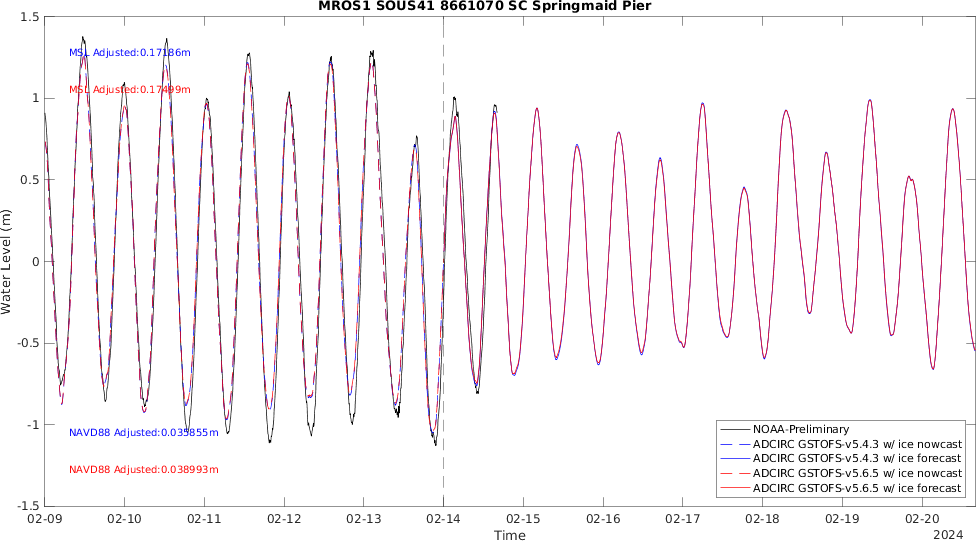 MROS1 SOUS41 8661070 SC Springmaid Pier
1.5
1
0.5
0
-0.5
-1
-1.5
Water Level (m)
MSL Adjusted:0.17186m
MSL Adjusted:0.17499m
NAVD88 Adjusted:0.035855m
NAVD88 Adjusted:0.038993m
NOAA-Preliminary
ADCIRC GSTOFS-v5.4.3 w/ ice nowcast
ADCIRC GSTOFS-v5.4.3 w/ ice forecast
ADCIRC GSTOFS-v5.6.5 w/ ice nowcast
ADCIRC GSTOFS-v5.6.5 w/ ice forecast
02-09 02-10 02-11 02-12 02-13 02-14 02-15 02-16 02-17 02-18 02-19 02-20
Time
2024